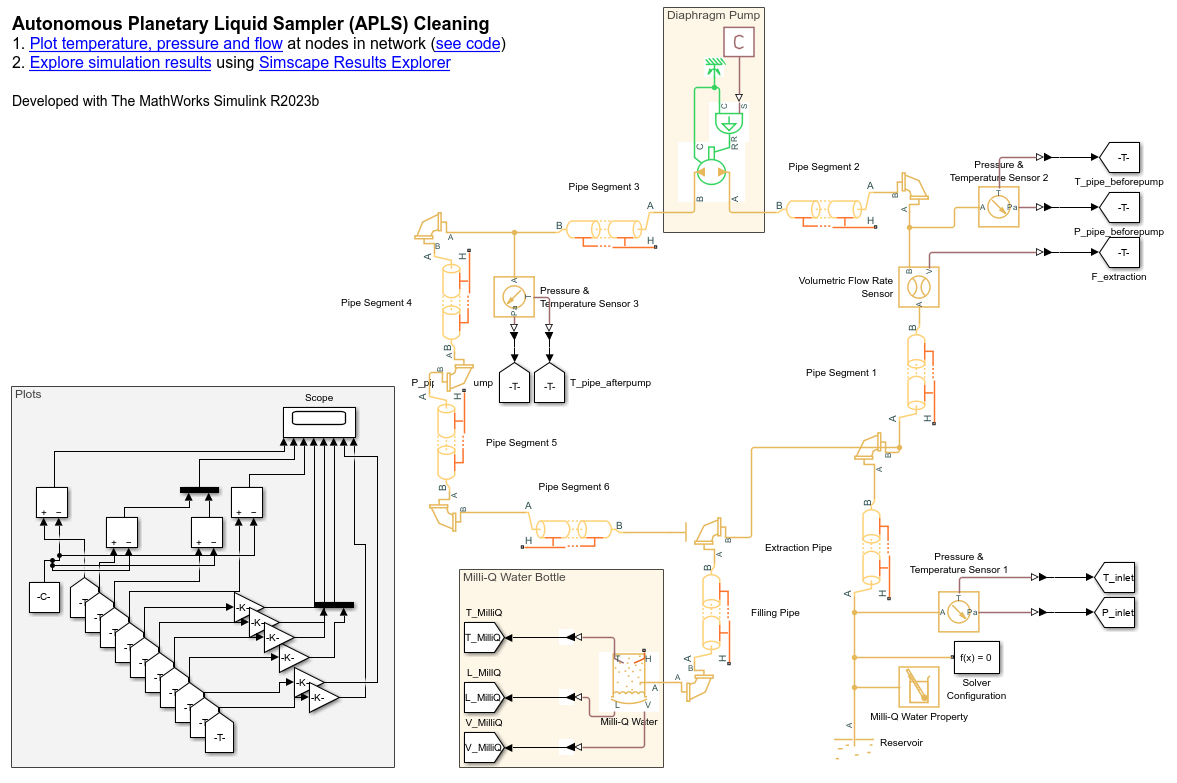 Autonomous Planetary Liquid Sampler (APLS) Cleaning
1. Plot temperature, pressure and flow at nodes in network (see code)
2. Explore simulation results using Simscape Results Explorer
Developed with The MathWorks Simulink R2023b
Diaphragm Pump
C
C
S
R
R
C
B
A
Pipe Segment 3
A
B
H
Pipe Segment 2
A
B
H
B
A
Pressure &
Temperature Sensor 2
A
T
Pa
-T-
T_pipe_beforepump
-T-
P_pipe_beforepump
-T-
F_extraction
Volumetric Flow Rate
Sensor
B
V
A
Pipe Segment 1
B
A
H
A
B
A
H
Pipe Segment 4
B
A
B
Pressure &
Temperature Sensor 3
A
T
Pa
P_pip
ump
-T-
-T-
T_pipe_afterpump
A
B
A
H
Pipe Segment 5
B
A
B
Pipe Segment 6
A
B
H
B
A
B
A
Extraction Pipe
B
A
H
Filling Pipe
B
A
H
B
A
Pressure &
Temperature Sensor 1
A
T
Pa
T_inlet
P_inlet
f(x) = 0
Solver
Configuration
Milli-Q Water Property
A
Reservoir
Milli-Q Water Bottle
T_MilliQ
T_MilliQ
L_MillQ
L_MilliQ
V_MilliQ
V_MilliQ
T
H
A
L
V
Milli-Q Water
Plots
Scope
+ −
+ −
+ −
+ −
-C-
-T
-T
-T
-T
-T
-T
-T
-T
-T
-T-
-K-
-K-
-K-
-K-
-K-
-K-